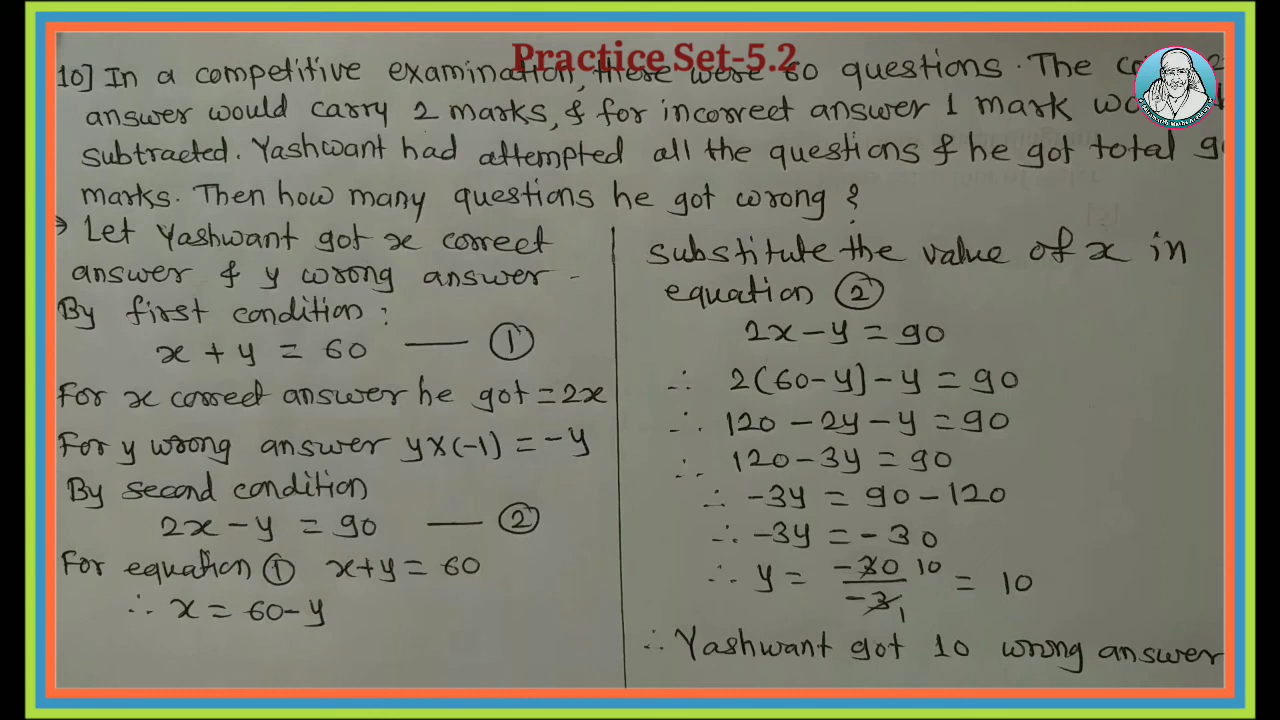 Practice Set-5.2
10] In a competitive examination, there were 60 questions. The
answer would carry 2 marks, & for incorrect answer 1 mark
subtracted. Yashwant had attempted all the questions & he got total
marks. Then how many questions he got wrong ?
→ Let Yashwant got x correct
answer & y wrong answer -
By first condition :
x + y = 60 —— ①
For x correct answer he got = 2x
For y wrong answer y×(-1) = -y
By second condition
2x - y = 90 —— ②
For equation ① x+y = 60
∴ x = 60-y
substitute the value of x in
equation ②
2x - y = 90
∴ 2(60-y) - y = 90
∴ 120 - 2y - y = 90
∴ 120 - 3y = 90
∴ -3y = 90 - 120
∴ -3y = -30
∴ y = -30 10 / -3 1 = 10
∴ Yashwant got 10 wrong answer